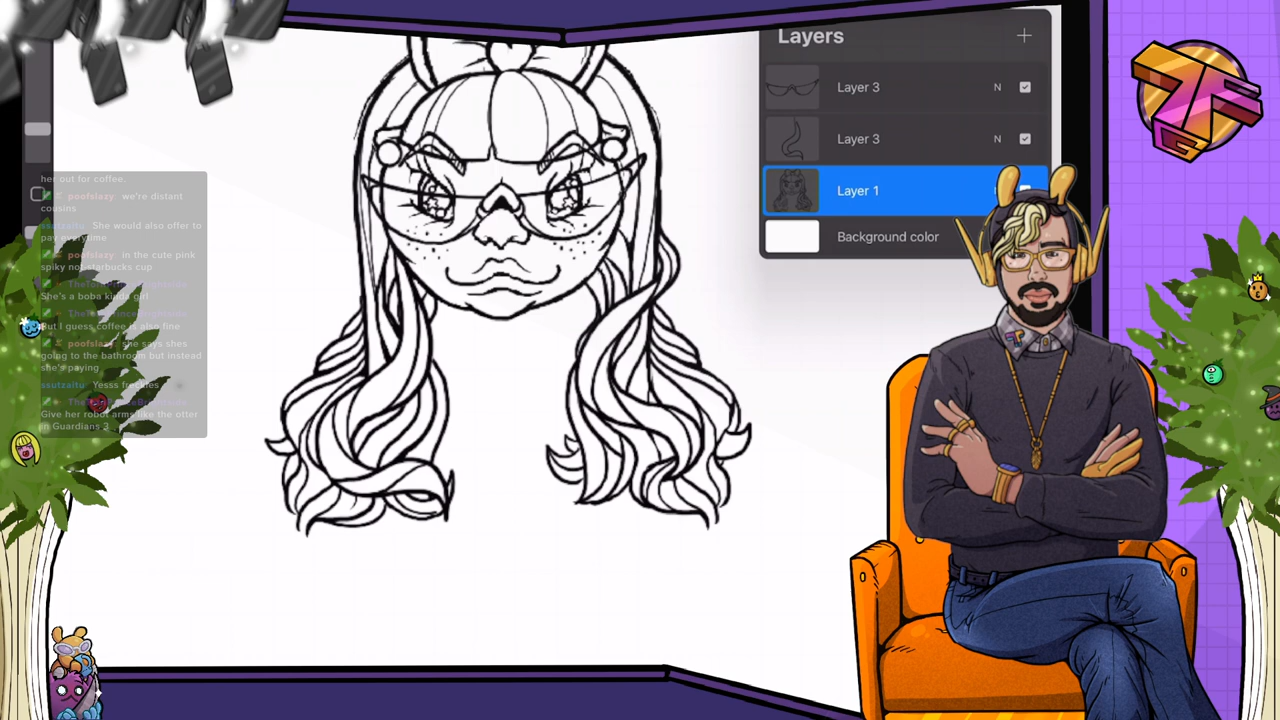 Layers
Layer 3
N
Layer 3
N
Layer 1
Background color
her out for coffee.
poofslazy we're distant
cousins
ssutzaitu She would also offer to
pay everytime
poofslazy in the cute pink
spiky not starbucks cup
She's a boba kinda girl
But I guess coffee is also fine
poofslazy she says shes
going to the bathroom but instead
she's paying
ssutzaitu Yesss freckles
Give her robot arms like the otter
in Guardians 3